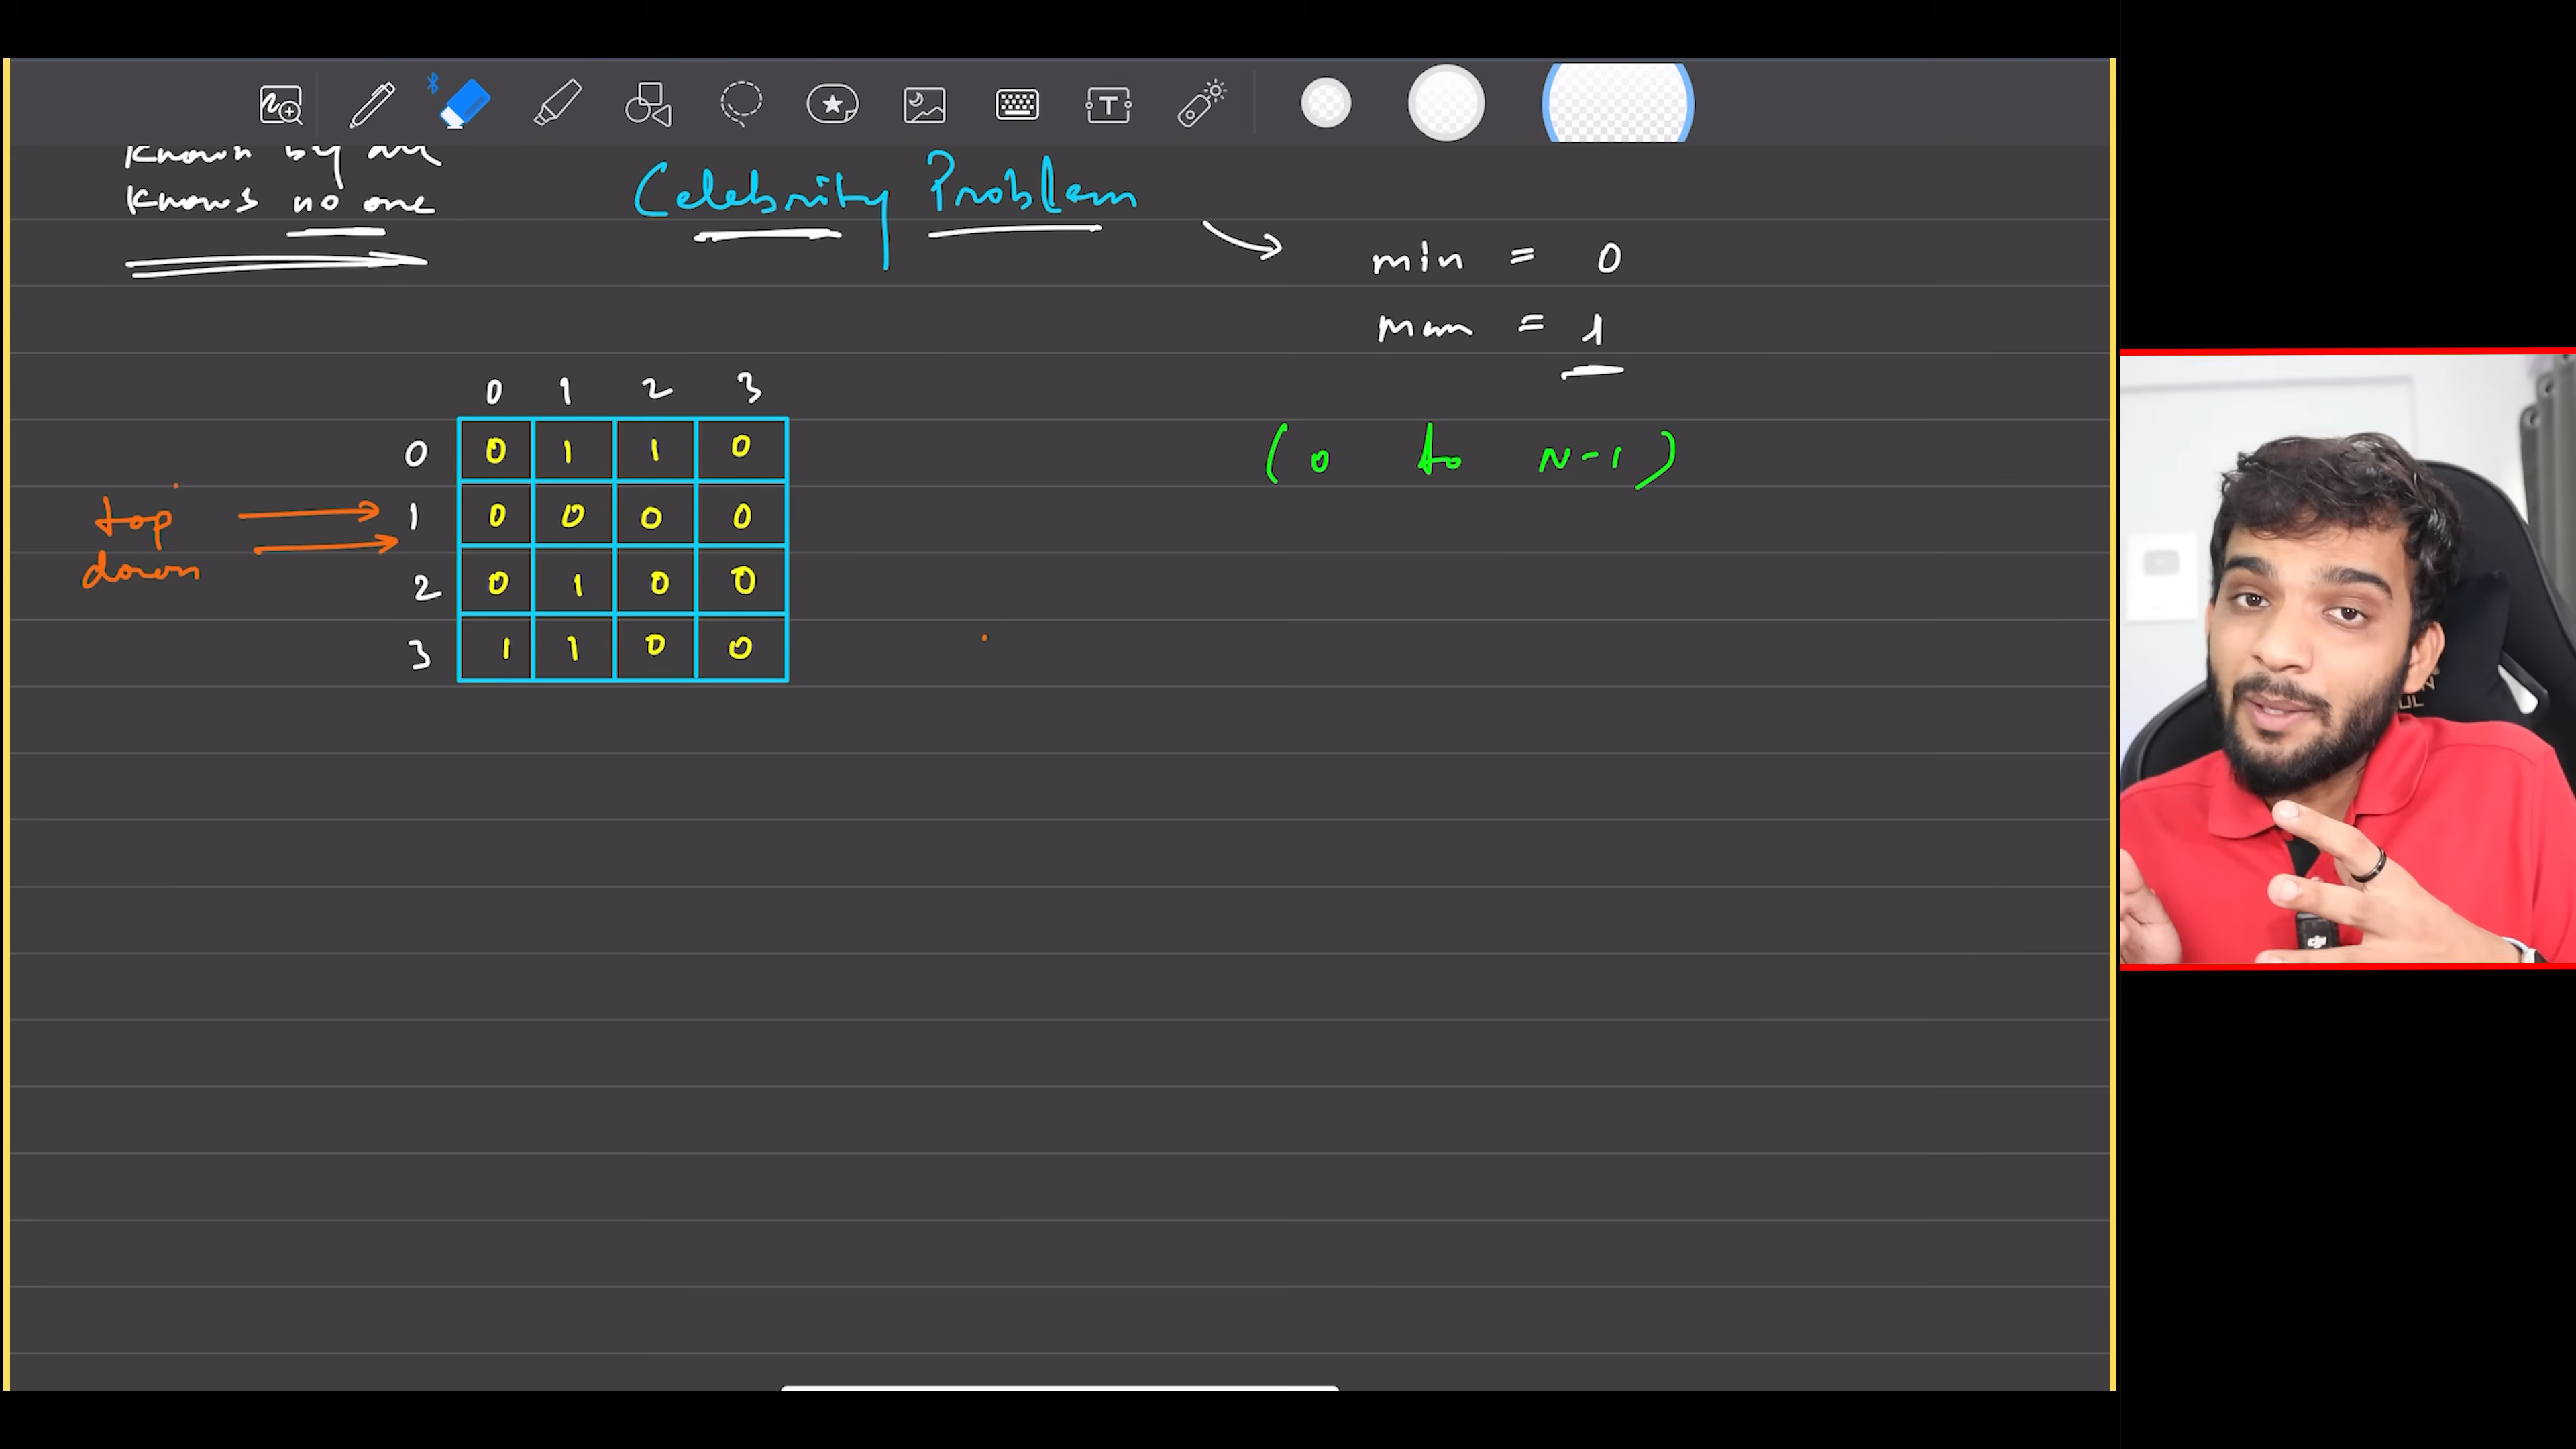 Known by all
Knows no one
Celebrity Problem
min = 0
max = 1
0 1 2 3
0 0 1 1 0
1 0 0 0 0
2 0 1 0 0
3 1 1 0 0
top
down
(0 to N-1)
T
dji